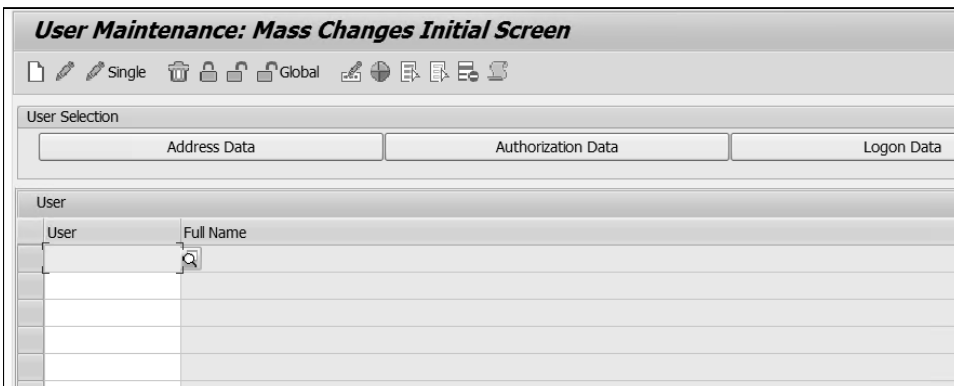 User Maintenance: Mass Changes Initial Screen
Single Global
User Selection
Address Data Authorization Data Logon Data
User
User Full Name